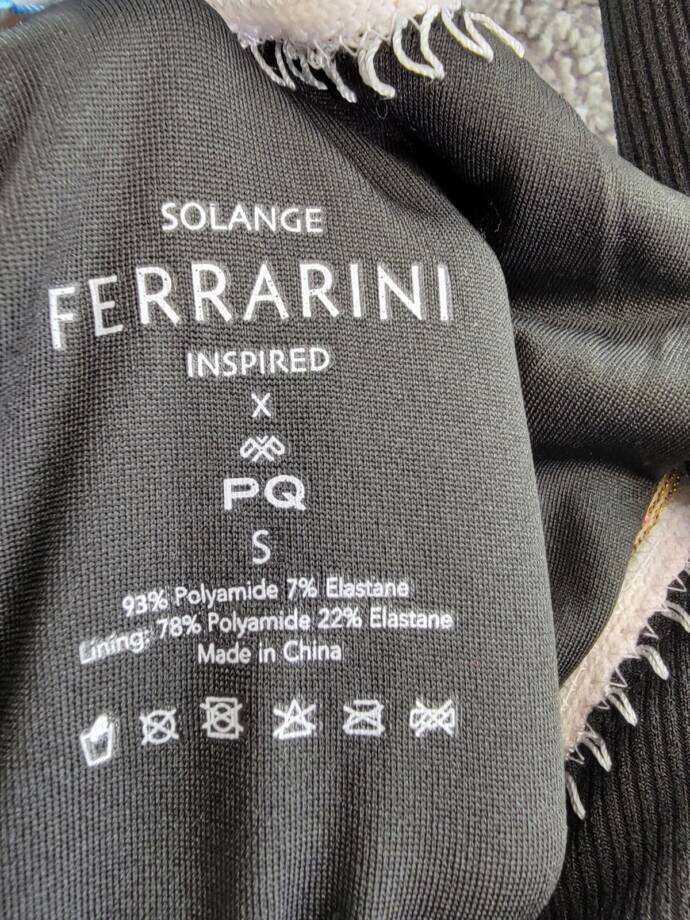 SOLANGE
FERRARINI
INSPIRED
X
PQ
S
93% Polyamide 7% Elastane
Lining: 78% Polyamide 22% Elastane
Made in China